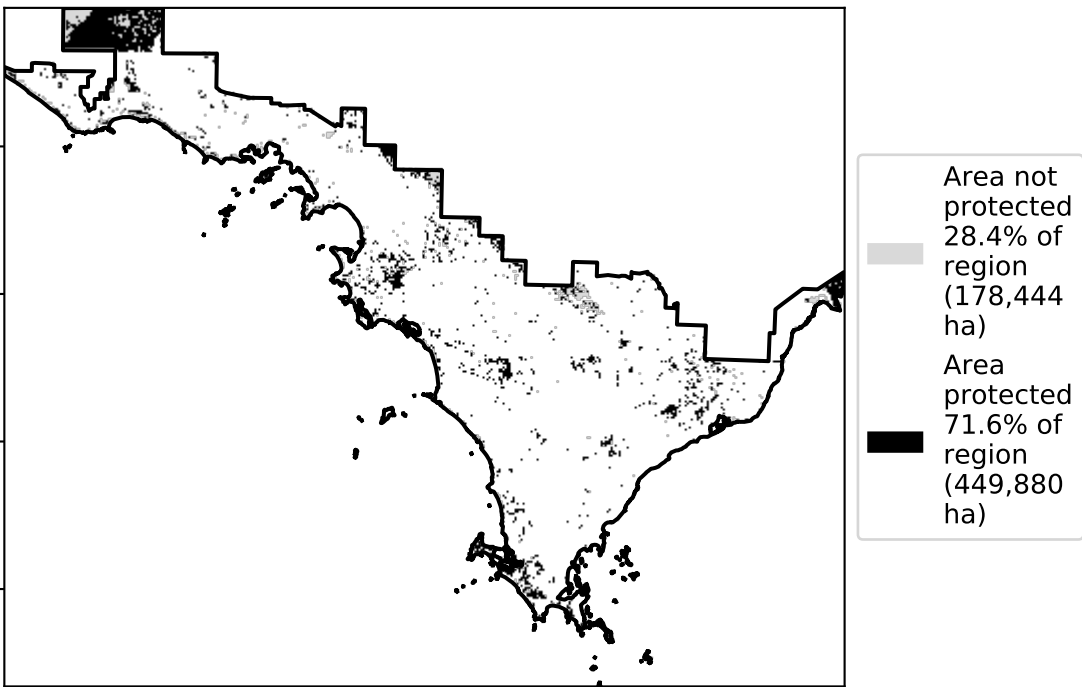 Area not
protected
28.4% of
region
(178,444
ha)
Area
protected
71.6% of
region
(449,880
ha)